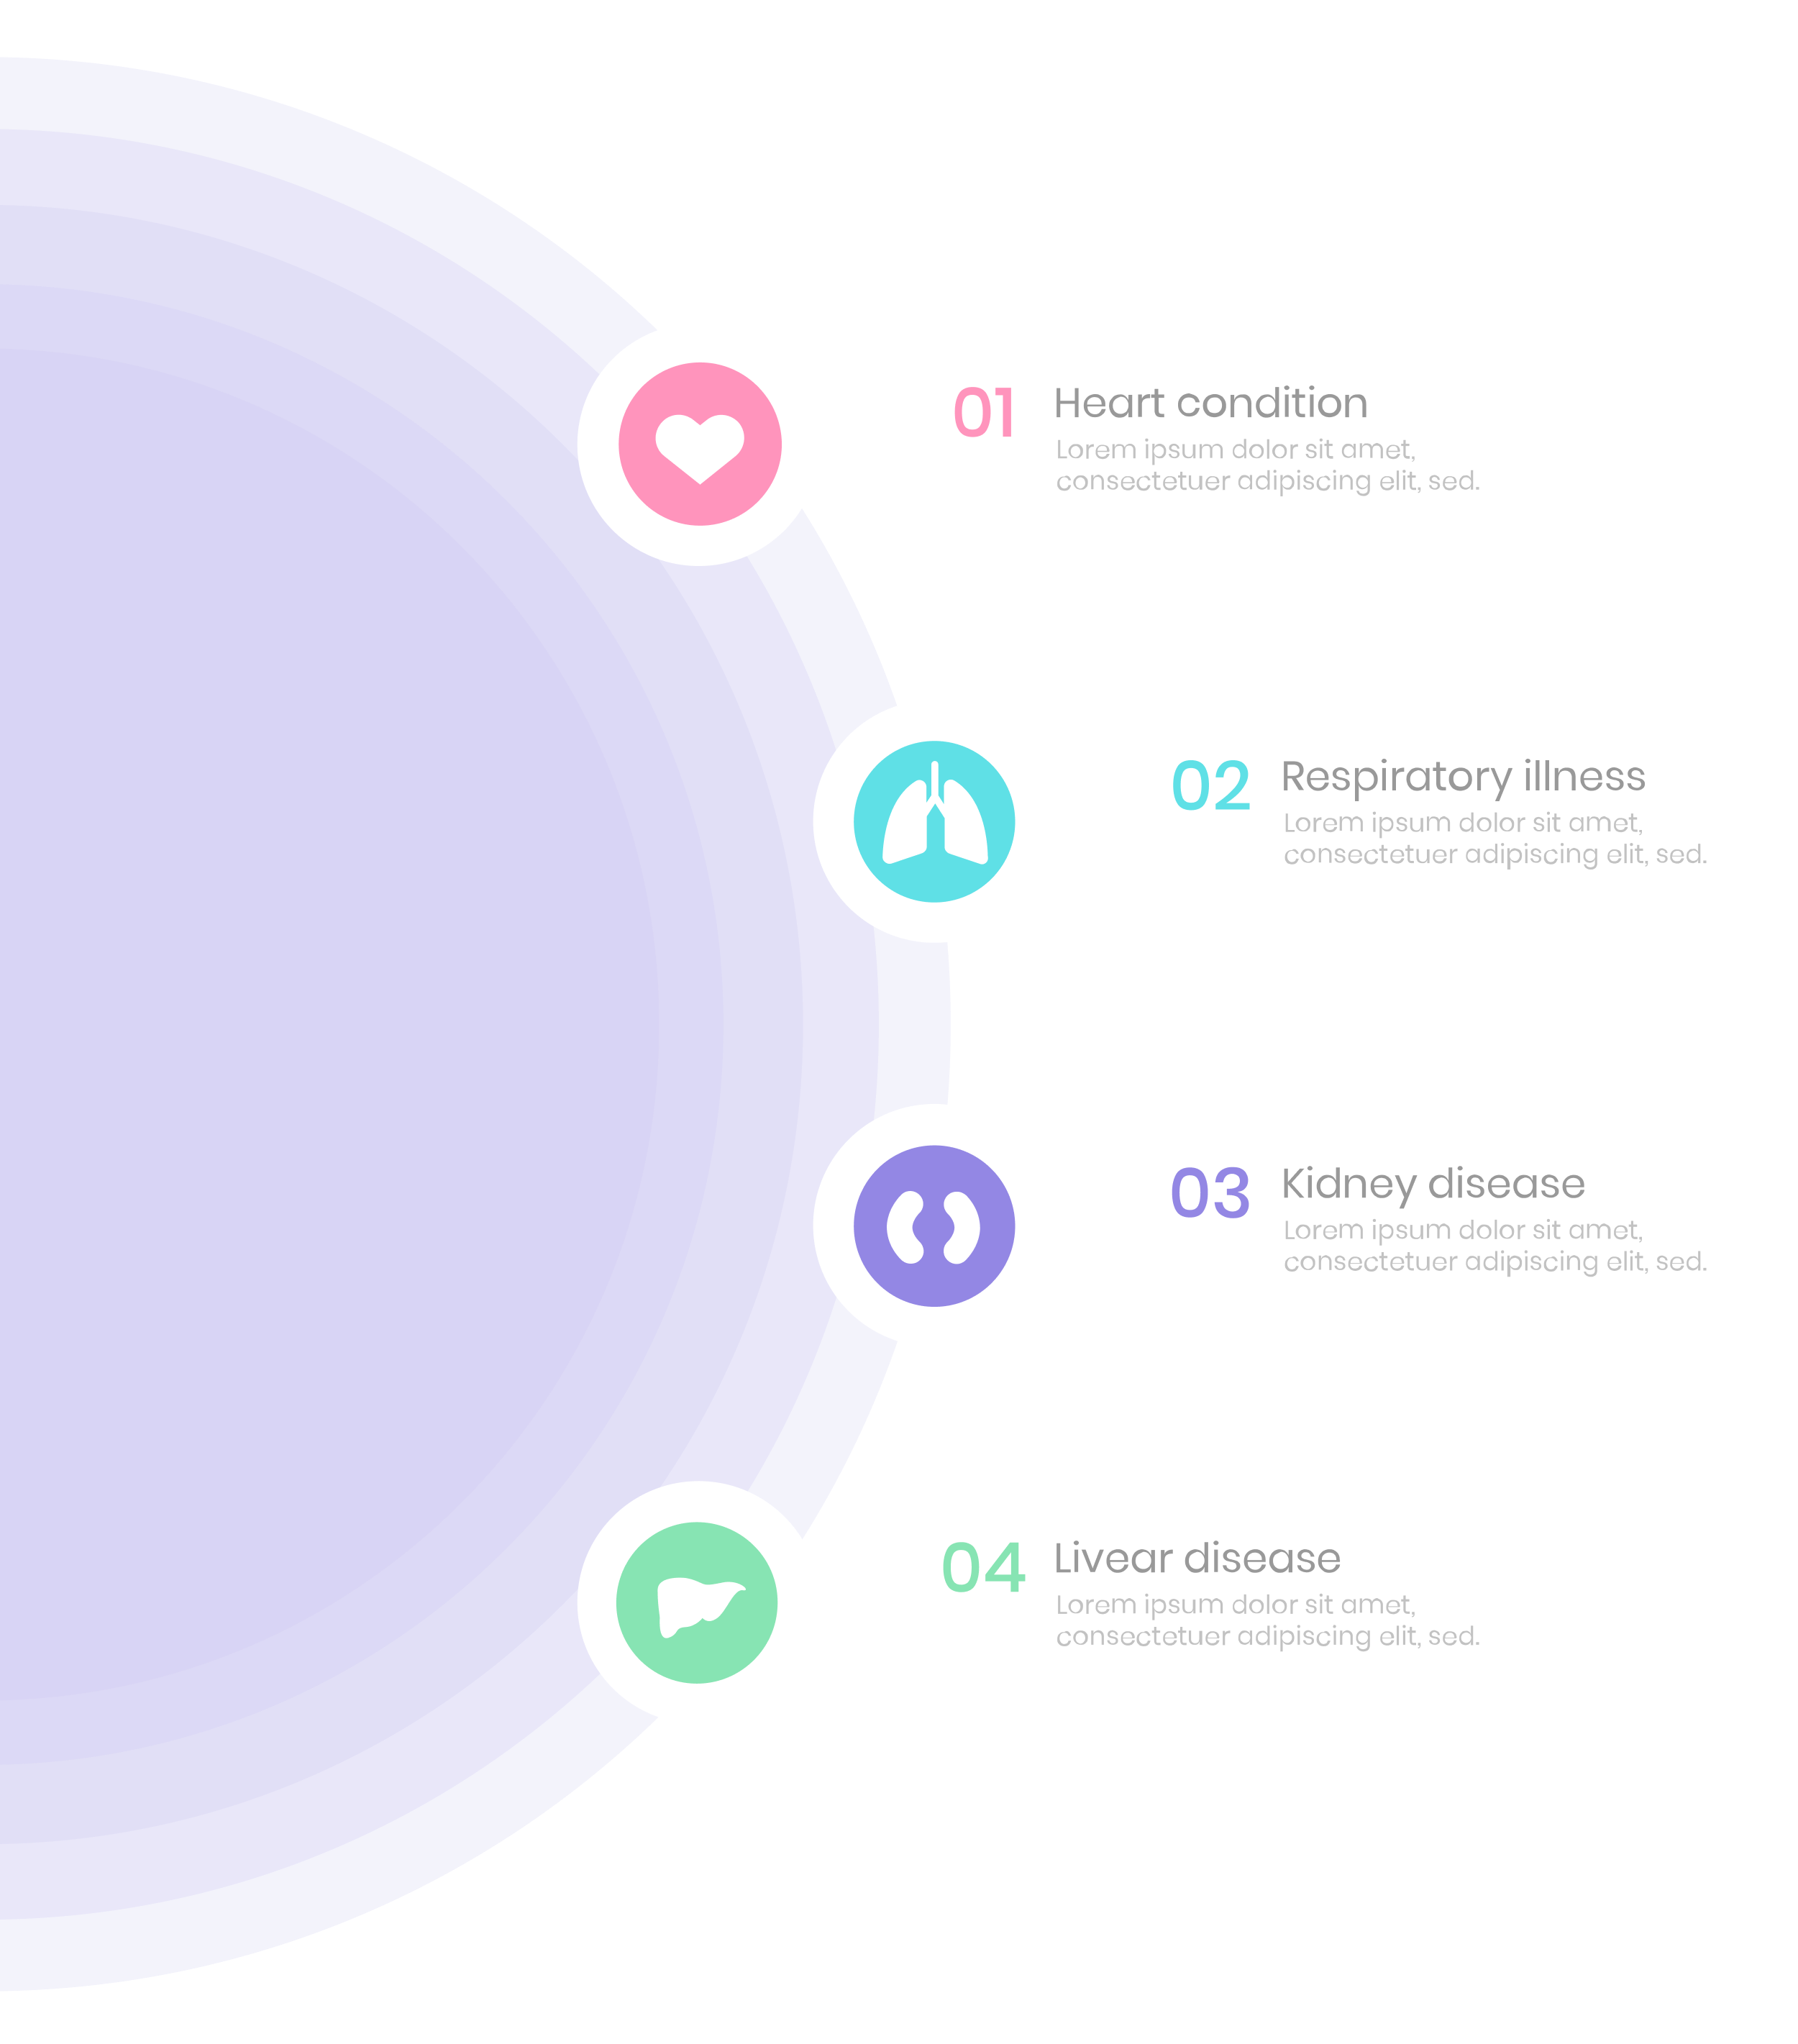 01 Heart condition
Lorem ipsum dolor sit amet,
consectetuer adipiscing elit, sed.
02 Respiratory illness
Lorem ipsum dolor sit amet,
consectetuer adipiscing elit, sed.
03 Kidney disease
Lorem ipsum dolor sit amet,
consectetuer adipiscing elit, sed.
04 Livear disease
Lorem ipsum dolor sit amet,
consectetuer adipiscing elit, sed.